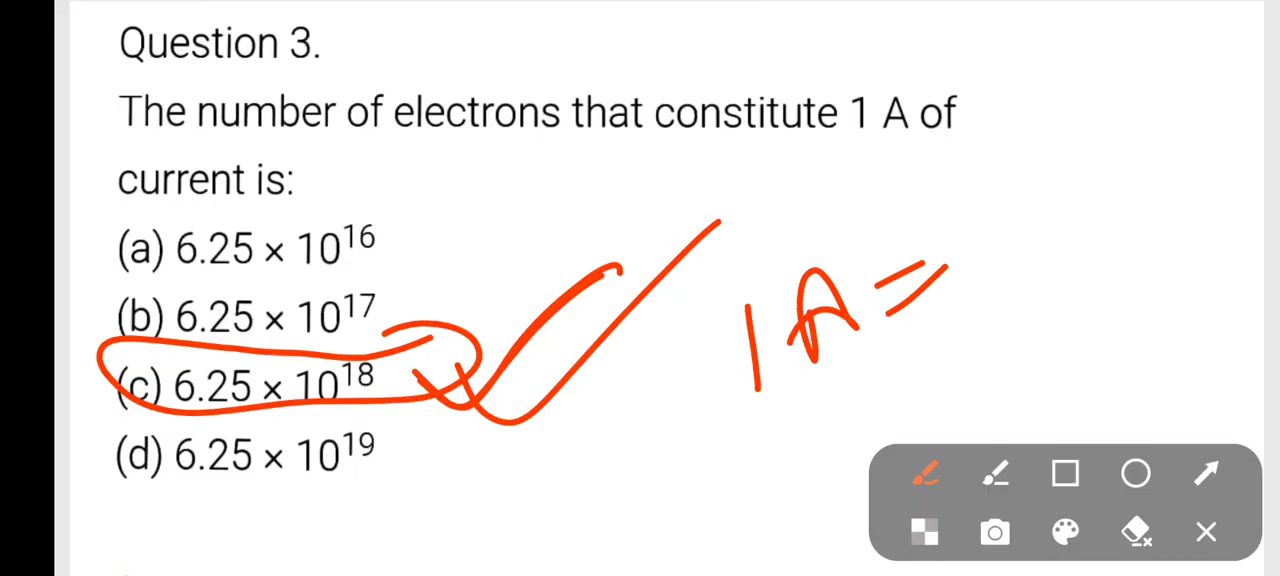 Question 3.
The number of electrons that constitute 1 A of
current is:
(a) 6.25 × 10¹⁶
(b) 6.25 × 10¹⁷
(c) 6.25 × 10¹⁸
(d) 6.25 × 10¹⁹
1 A =